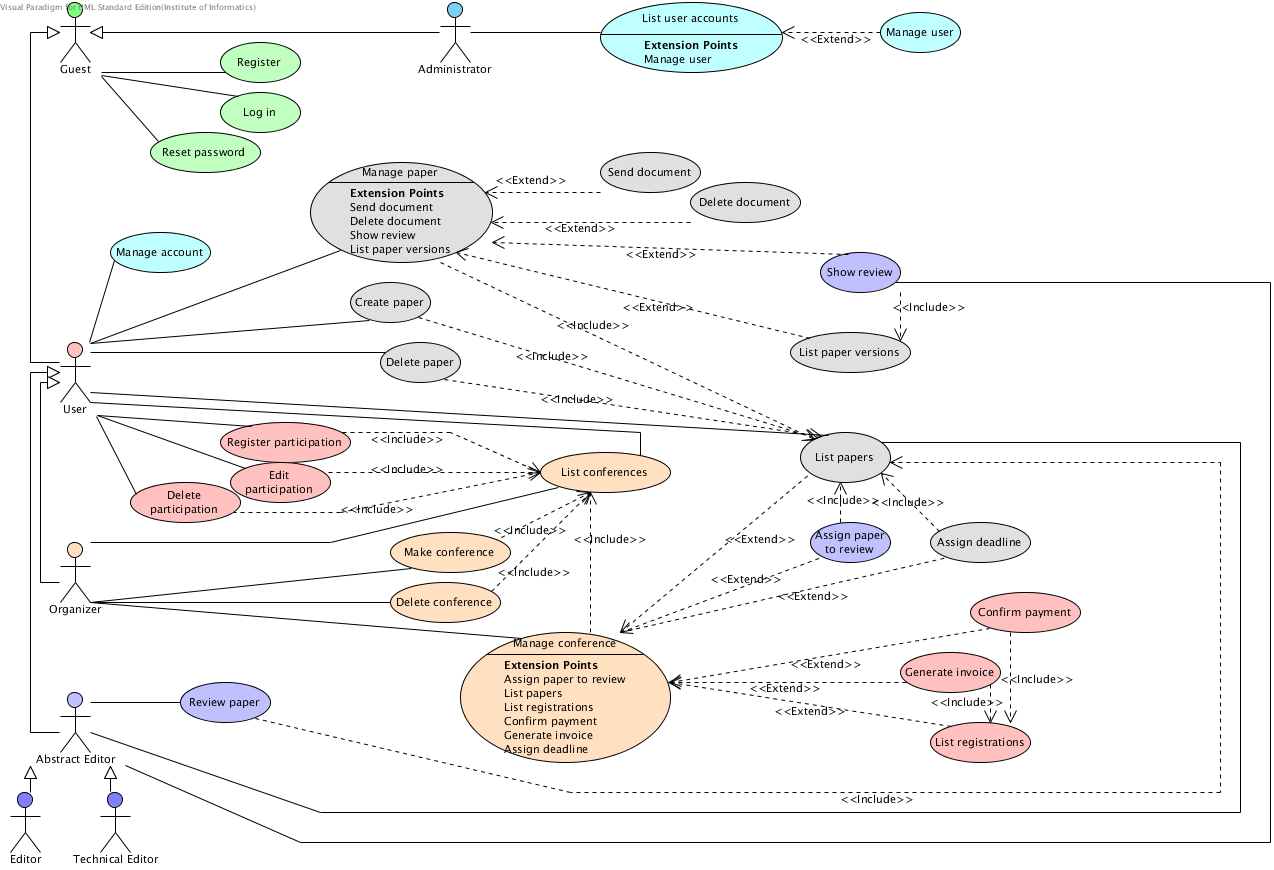 Visual Paradigm for UML Standard Edition(Institute of Informatics)
Guest
Administrator
List user accounts
Extension Points
Manage user
<<Extend>>
Manage user
Register
Log in
Reset password
Manage paper
Extension Points
Send document
Delete document
Show review
List paper versions
<<Extend>>
Send document
Delete document
<<Extend>>
Manage account
<<Extend>>
Show review
Create paper
<<Extend>>
<<Include>>
<<Include>>
List paper versions
<<Include>>
Delete paper
<<Include>>
User
Register participation
<<Include>>
List papers
Edit
participation
<<Include>>
List conferences
Delete
participation
<<Include>>
<<Include>>
<<Include>>
<<Include>>
<<Include>>
<<Extend>>
Assign paper
to review
Assign deadline
Make conference
<<Include>>
<<Extend>>
<<Extend>>
Organizer
Delete conference
Confirm payment
Manage conference
Extension Points
Assign paper to review
List papers
List registrations
Confirm payment
Generate invoice
Assign deadline
<<Extend>>
Generate invoice
<<Include>>
<<Extend>>
<<Include>>
<<Extend>>
List registrations
Review paper
Abstract Editor
<<Include>>
Editor
Technical Editor